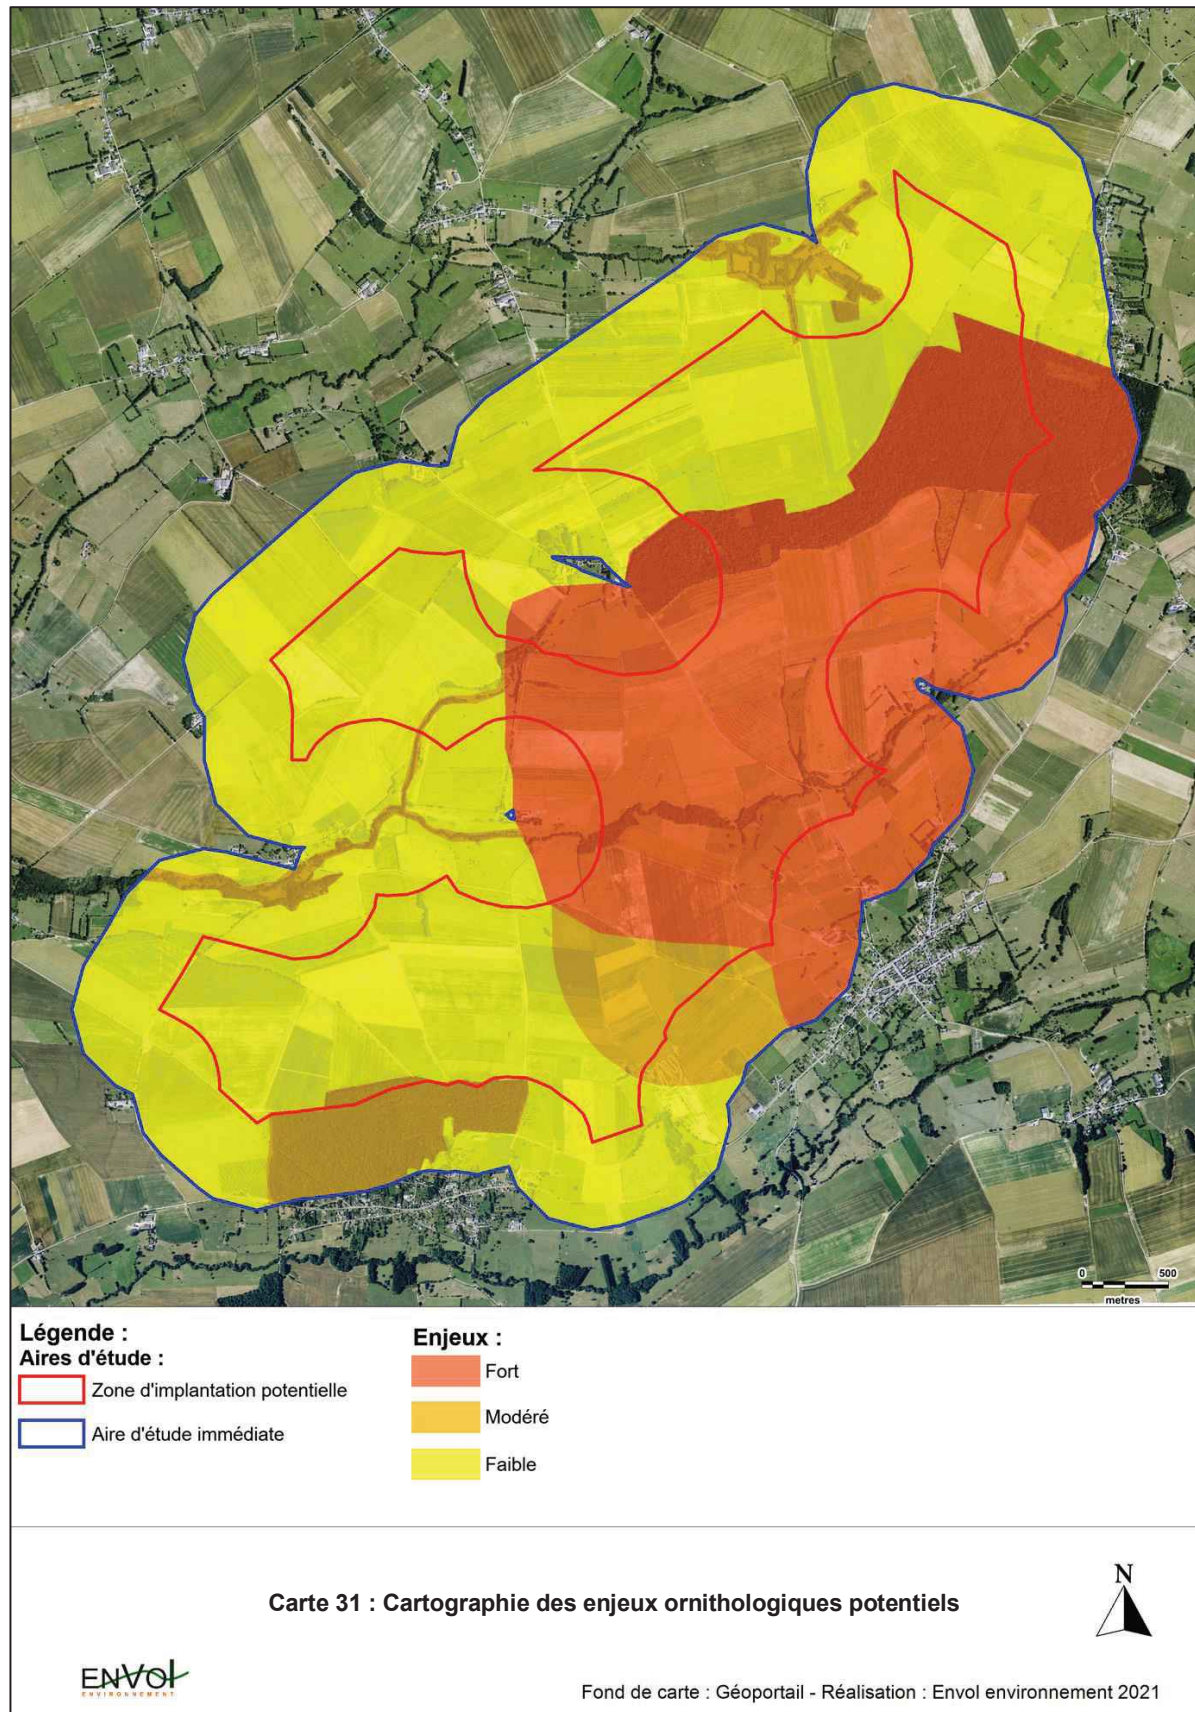 0 500
metres
Légende :
Aires d'étude :
Zone d'implantation potentielle
Aire d'étude immédiate
Enjeux :
Fort
Modéré
Faible
N
Carte 31 : Cartographie des enjeux ornithologiques potentiels
ENVOL
ENVIRONNEMENT
Fond de carte : Géoportail - Réalisation : Envol environnement 2021